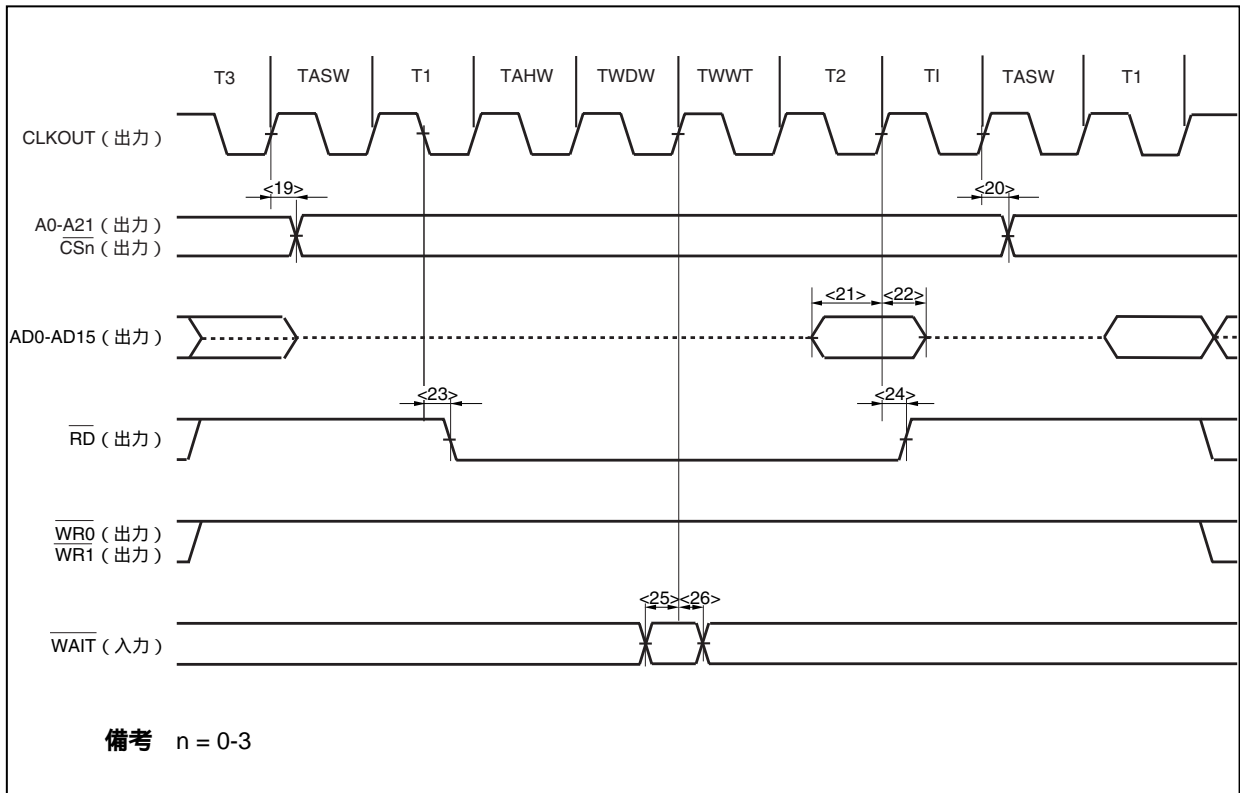 T3 TASW T1 TAHW TWDW TWWT T2 TI TASW T1
CLKOUT（出力）
<19> <20>
A0-A21（出力）
CSn（出力）
<21> <22>
AD0-AD15（出力）
<23> <24>
RD（出力）
WR0（出力）
WR1（出力）
<25> <26>
WAIT（入力）
備考 n = 0-3